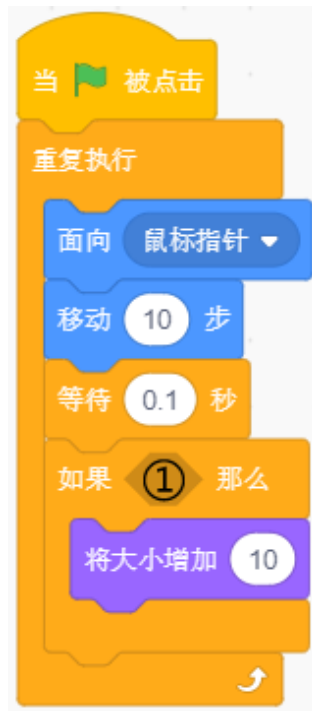 当 被点击
重复执行
面向 鼠标指针
移动 10 步
等待 0.1 秒
如果 ① 那么
将大小增加 10